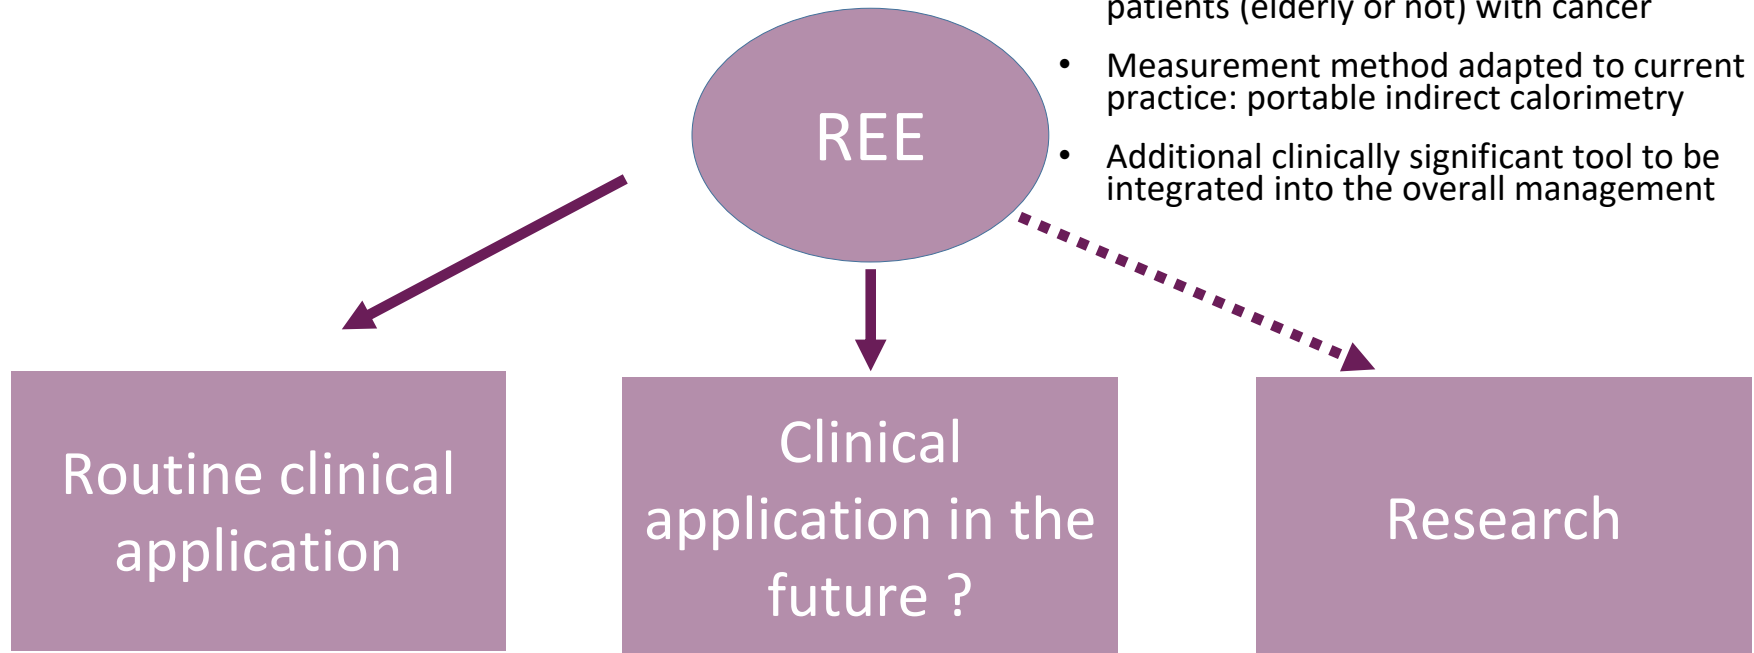 patients (elderly or not) with cancer
• Measurement method adapted to current
practice: portable indirect calorimetry
• Additional clinically significant tool to be
integrated into the overall management
REE
Routine clinical
application
Clinical
application in the
future ?
Research